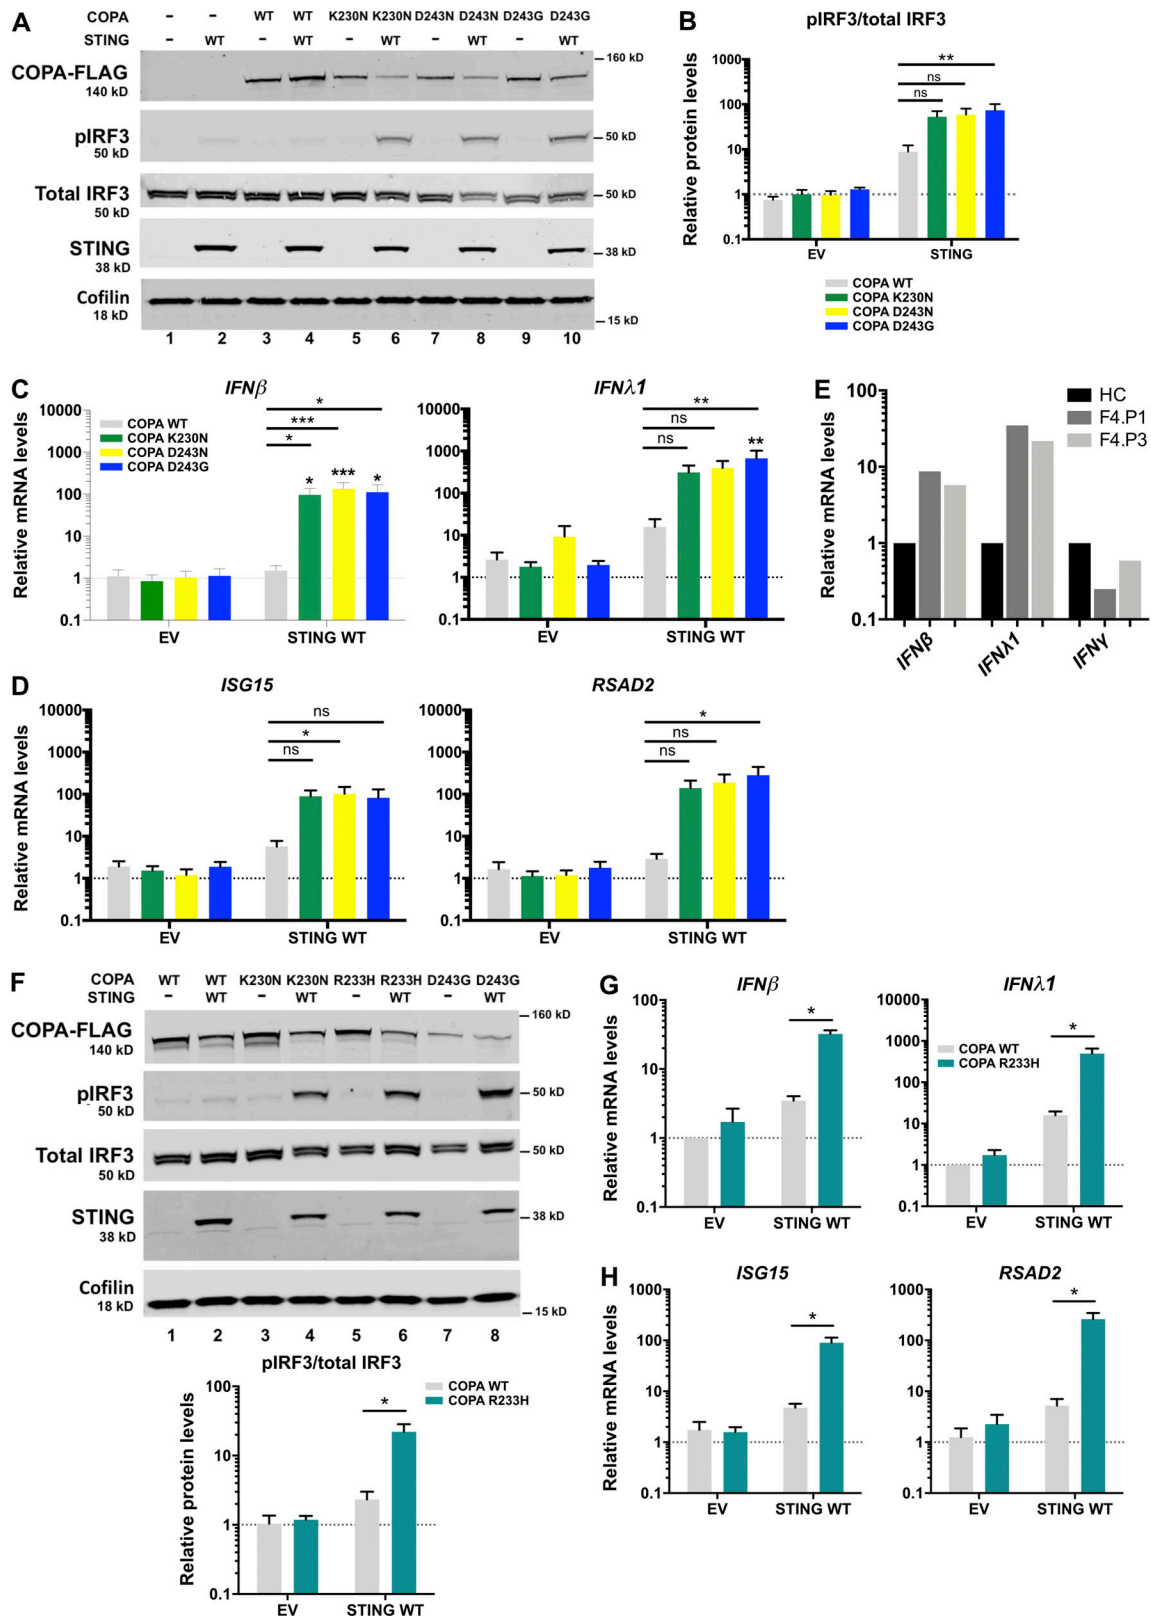 A
COPA - - WT WT K230N K230N D243N D243N D243G D243G
STING - WT - WT - WT - WT - WT
COPA-FLAG
140 kD
160 kD
pIRF3
50 kD
50 kD
Total IRF3
50 kD
50 kD
STING
38 kD
38 kD
Cofilin
18 kD
15 kD
1 2 3 4 5 6 7 8 9 10
B
pIRF3/total IRF3
Relative protein levels
1000
100
10
1
0.1
ns
ns
**
EV STING
COPA WT
COPA K230N
COPA D243N
COPA D243G
C
IFNβ
Relative mRNA levels
10000
1000
100
10
1
0.1
COPA WT
COPA K230N
COPA D243N
COPA D243G
*
***
*
* *** *
EV STING WT
IFNλ1
10000
1000
100
10
1
0.1
**
ns
ns
**
EV STING WT
E
Relative mRNA levels
100
10
1
0.1
HC
F4.P1
F4.P3
IFNβ IFNλ1 IFNγ
D
ISG15
Relative mRNA levels
10000
1000
100
10
1
0.1
ns
*
ns
EV STING WT
RSAD2
10000
1000
100
10
1
0.1
*
ns
ns
EV STING WT
F
COPA WT WT K230N K230N R233H R233H D243G D243G
STING - WT - WT - WT - WT
COPA-FLAG
140 kD
160 kD
pIRF3
50 kD
50 kD
Total IRF3
50 kD
50 kD
STING
38 kD
38 kD
Cofilin
18 kD
15 kD
1 2 3 4 5 6 7 8
pIRF3/total IRF3
Relative protein levels
100
10
1
0.1
*
COPA WT
COPA R233H
EV STING WT
G
IFNβ
Relative mRNA levels
100
10
1
0.1
*
EV STING WT
IFNλ1
10000
1000
100
10
1
0.1
COPA WT
COPA R233H
*
EV STING WT
H
ISG15
Relative mRNA levels
1000
100
10
1
0.1
*
EV STING WT
RSAD2
1000
100
10
1
0.1
*
EV STING WT